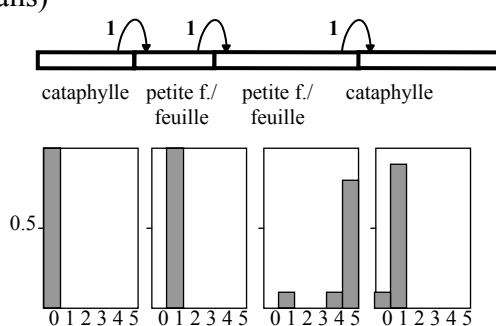 ans)
1 1 1
cataphylle petite f./ petite f./ cataphylle
feuille feuille
0.5
0 1 2 3 4 5 0 1 2 3 4 5 0 1 2 3 4 5 0 1 2 3 4 5